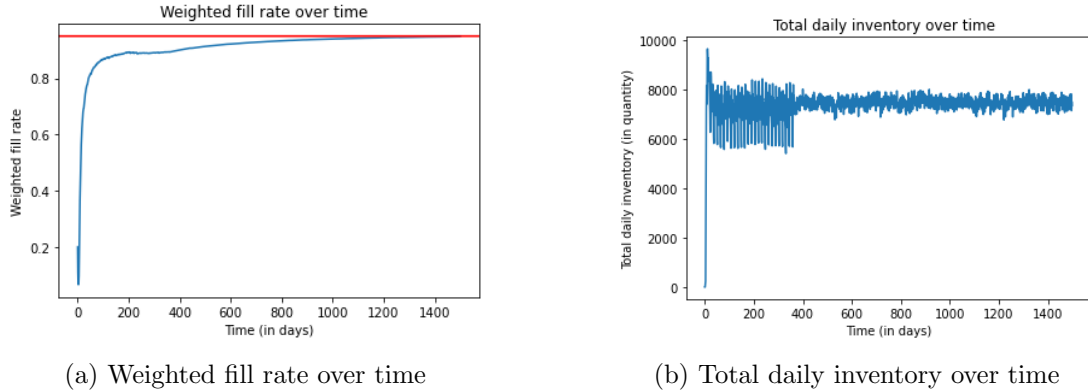 Weighted fill rate over time
Weighted fill rate
0.8
0.6
0.4
0.2
0 200 400 600 800 1000 1200 1400
Time (in days)
(a) Weighted fill rate over time
Total daily inventory over time
Total daily inventory (in quantity)
10000
8000
6000
4000
2000
0
0 200 400 600 800 1000 1200 1400
Time (in days)
(b) Total daily inventory over time